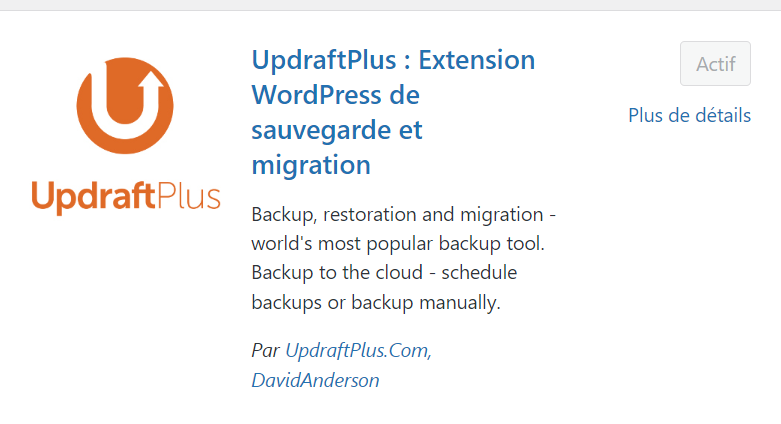 UpdraftPlus
UpdraftPlus : Extension
WordPress de
sauvegarde et
migration
Actif
Plus de détails
Backup, restoration and migration -
world's most popular backup tool.
Backup to the cloud - schedule
backups or backup manually.
Par UpdraftPlus.Com,
DavidAnderson